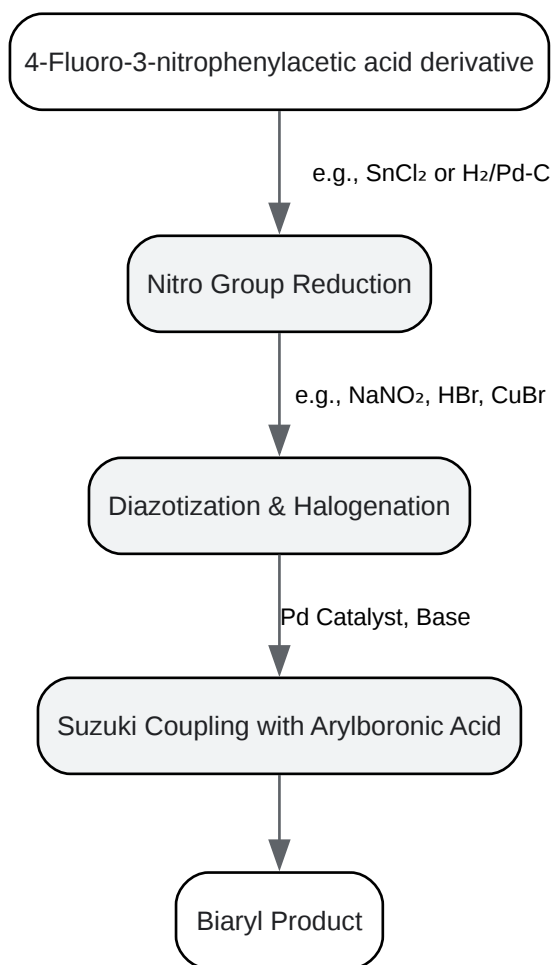 4-Fluoro-3-nitrophenylacetic acid derivative
e.g., SnCl₂ or H₂/Pd-C
Nitro Group Reduction
e.g., NaNO₂, HBr, CuBr
Diazotization & Halogenation
Pd Catalyst, Base
Suzuki Coupling with Arylboronic Acid
Biaryl Product